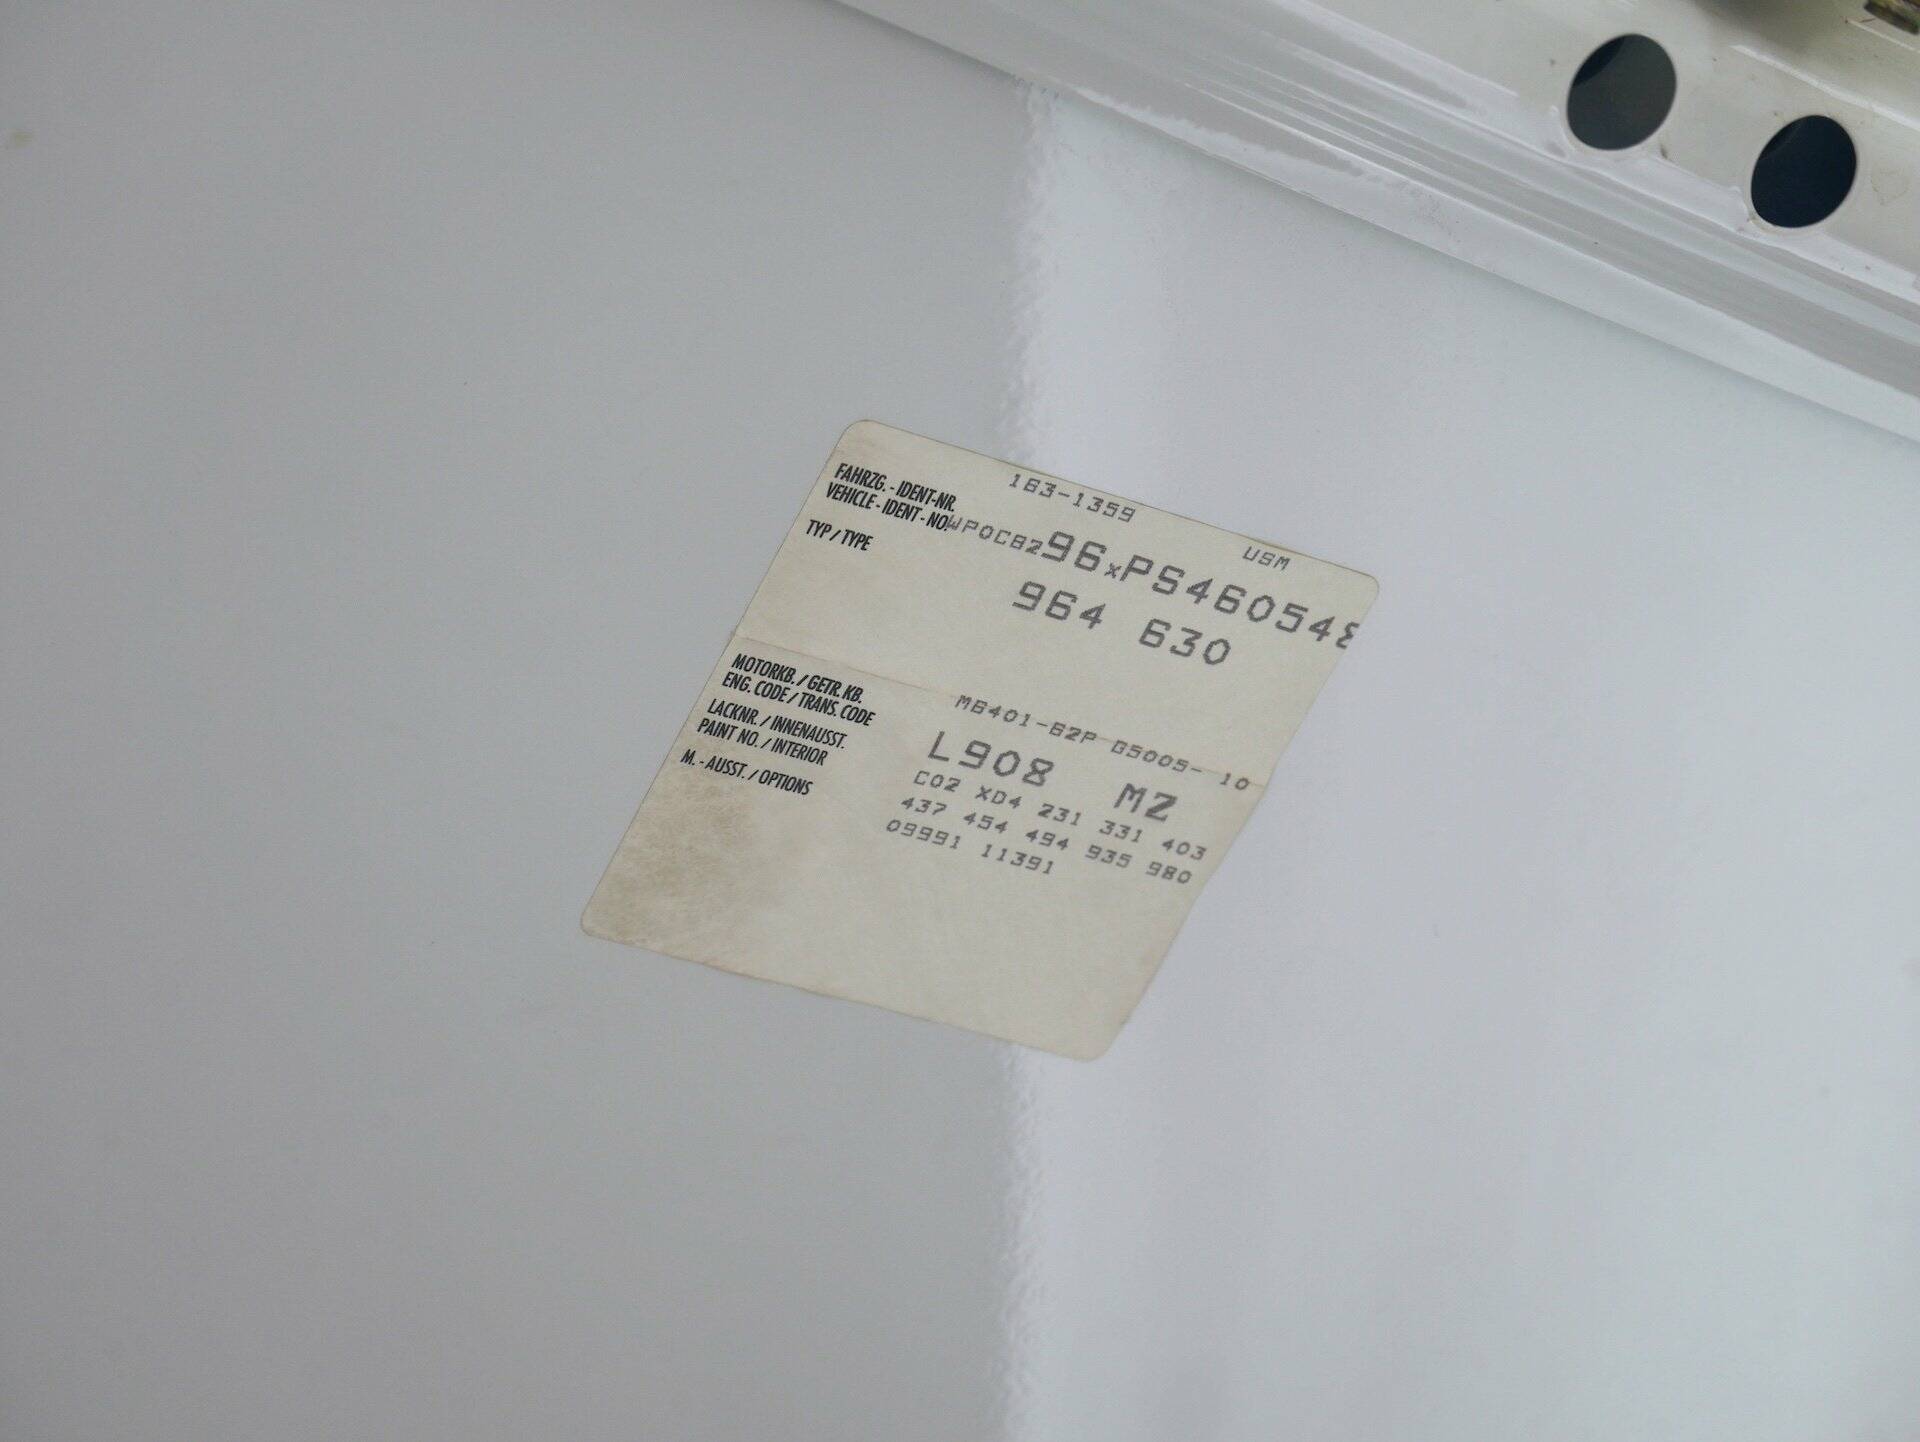 163-1359
USM
FAHRZG. - IDENT-NR.
VEHICLE - IDENT - NO. WP0CB296xPS460548
TYP / TYPE 964 630
MOTORKB. / GETR. KB.
ENG. CODE / TRANS. CODE M6401-62P G5005- 10
LACKNR. / INNENAUSST.
PAINT NO. / INTERIOR L908 MZ
M. - AUSST. / OPTIONS C02 XD4 231 331 403
437 454 494 935 980
09991 11391